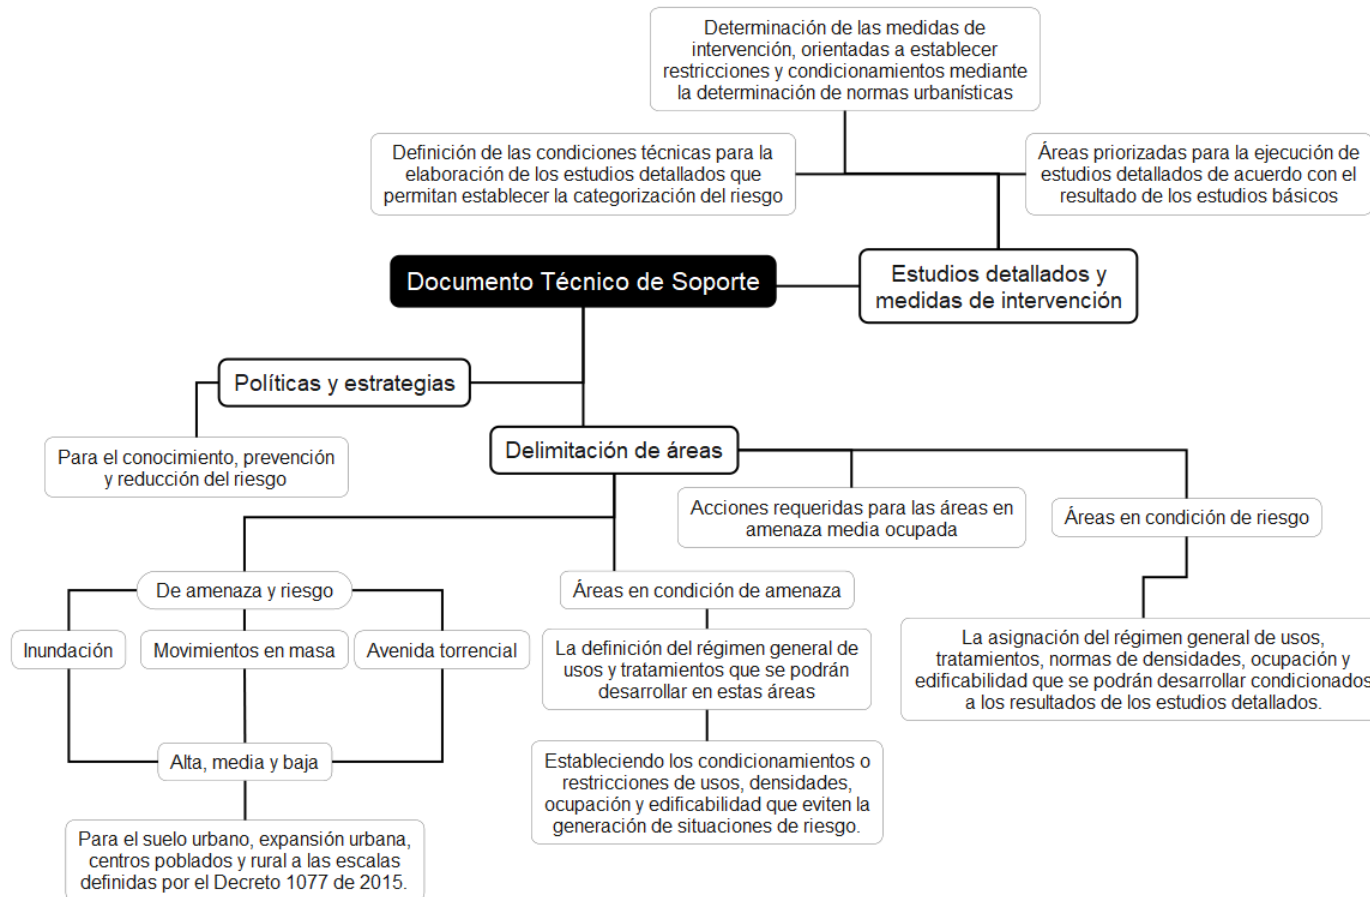 Determinación de las medidas de
intervención, orientadas a establecer
restricciones y condicionamientos mediante
la determinación de normas urbanísticas
Definición de las condiciones técnicas para la
elaboración de los estudios detallados que
permitan establecer la categorización del riesgo
Áreas priorizadas para la ejecución de
estudios detallados de acuerdo con el
resultado de los estudios básicos
Documento Técnico de Soporte
Estudios detallados y
medidas de intervención
Políticas y estrategias
Para el conocimiento, prevención
y reducción del riesgo
Delimitación de áreas
Acciones requeridas para las áreas en
amenaza media ocupada
Áreas en condición de riesgo
De amenaza y riesgo
Áreas en condición de amenaza
Inundación
Movimientos en masa
Avenida torrencial
La definición del régimen general de
usos y tratamientos que se podrán
desarrollar en estas áreas
La asignación del régimen general de usos,
tratamientos, normas de densidades, ocupación y
edificabilidad que se podrán desarrollar condicionados
a los resultados de los estudios detallados.
Alta, media y baja
Estableciendo los condicionamientos o
restricciones de usos, densidades,
ocupación y edificabilidad que eviten la
generación de situaciones de riesgo.
Para el suelo urbano, expansión urbana,
centros poblados y rural a las escalas
definidas por el Decreto 1077 de 2015.